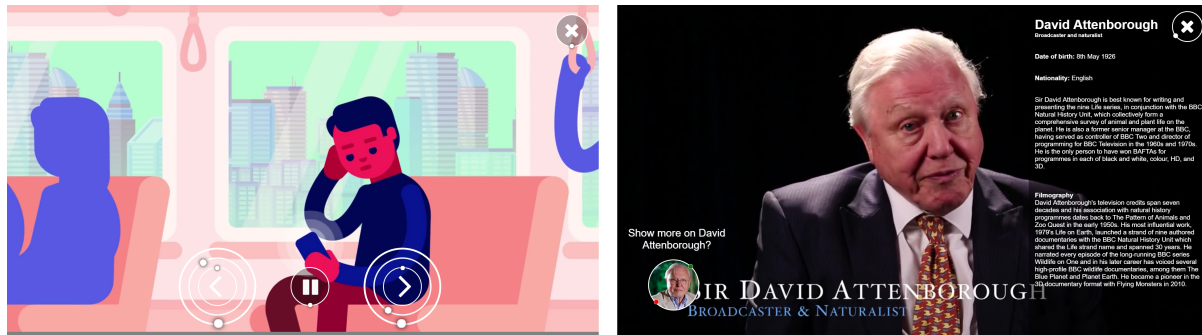 David Attenborough
Broadcaster and naturalist
Date of birth: 8th May 1926
Nationality: English
Sir David Attenborough is best known for writing and
presenting the nine Life series, in conjunction with the BBC
Natural History Unit, which collectively form a
comprehensive survey of animal and plant life on the
planet. He is also a former senior manager at the BBC,
having served as controller of BBC Two and director of
programming for BBC Television in the 1960s and 1970s.
He is the only person to have won BAFTAs for
programmes in each of black and white, colour, HD, and
3D.
Filmography
David Attenborough's television credits span seven
decades and his association with natural history
programmes dates back to The Pattern of Animals and
Zoo Quest in the early 1950s. His most influential work,
1979's Life on Earth, launched a strand of nine authored
documentaries with the BBC Natural History Unit which
shared the Life strand name and spanned 30 years. He
narrated every episode of the long-running BBC series
Wildlife on One and in his later career has voiced several
high-profile BBC wildlife documentaries, among them The
Blue Planet and Planet Earth. He became a pioneer in the
3D documentary format with Flying Monsters in 2010.
Show more on David
Attenborough?
SIR DAVID ATTENBOROUGH
BROADCASTER & NATURALIST